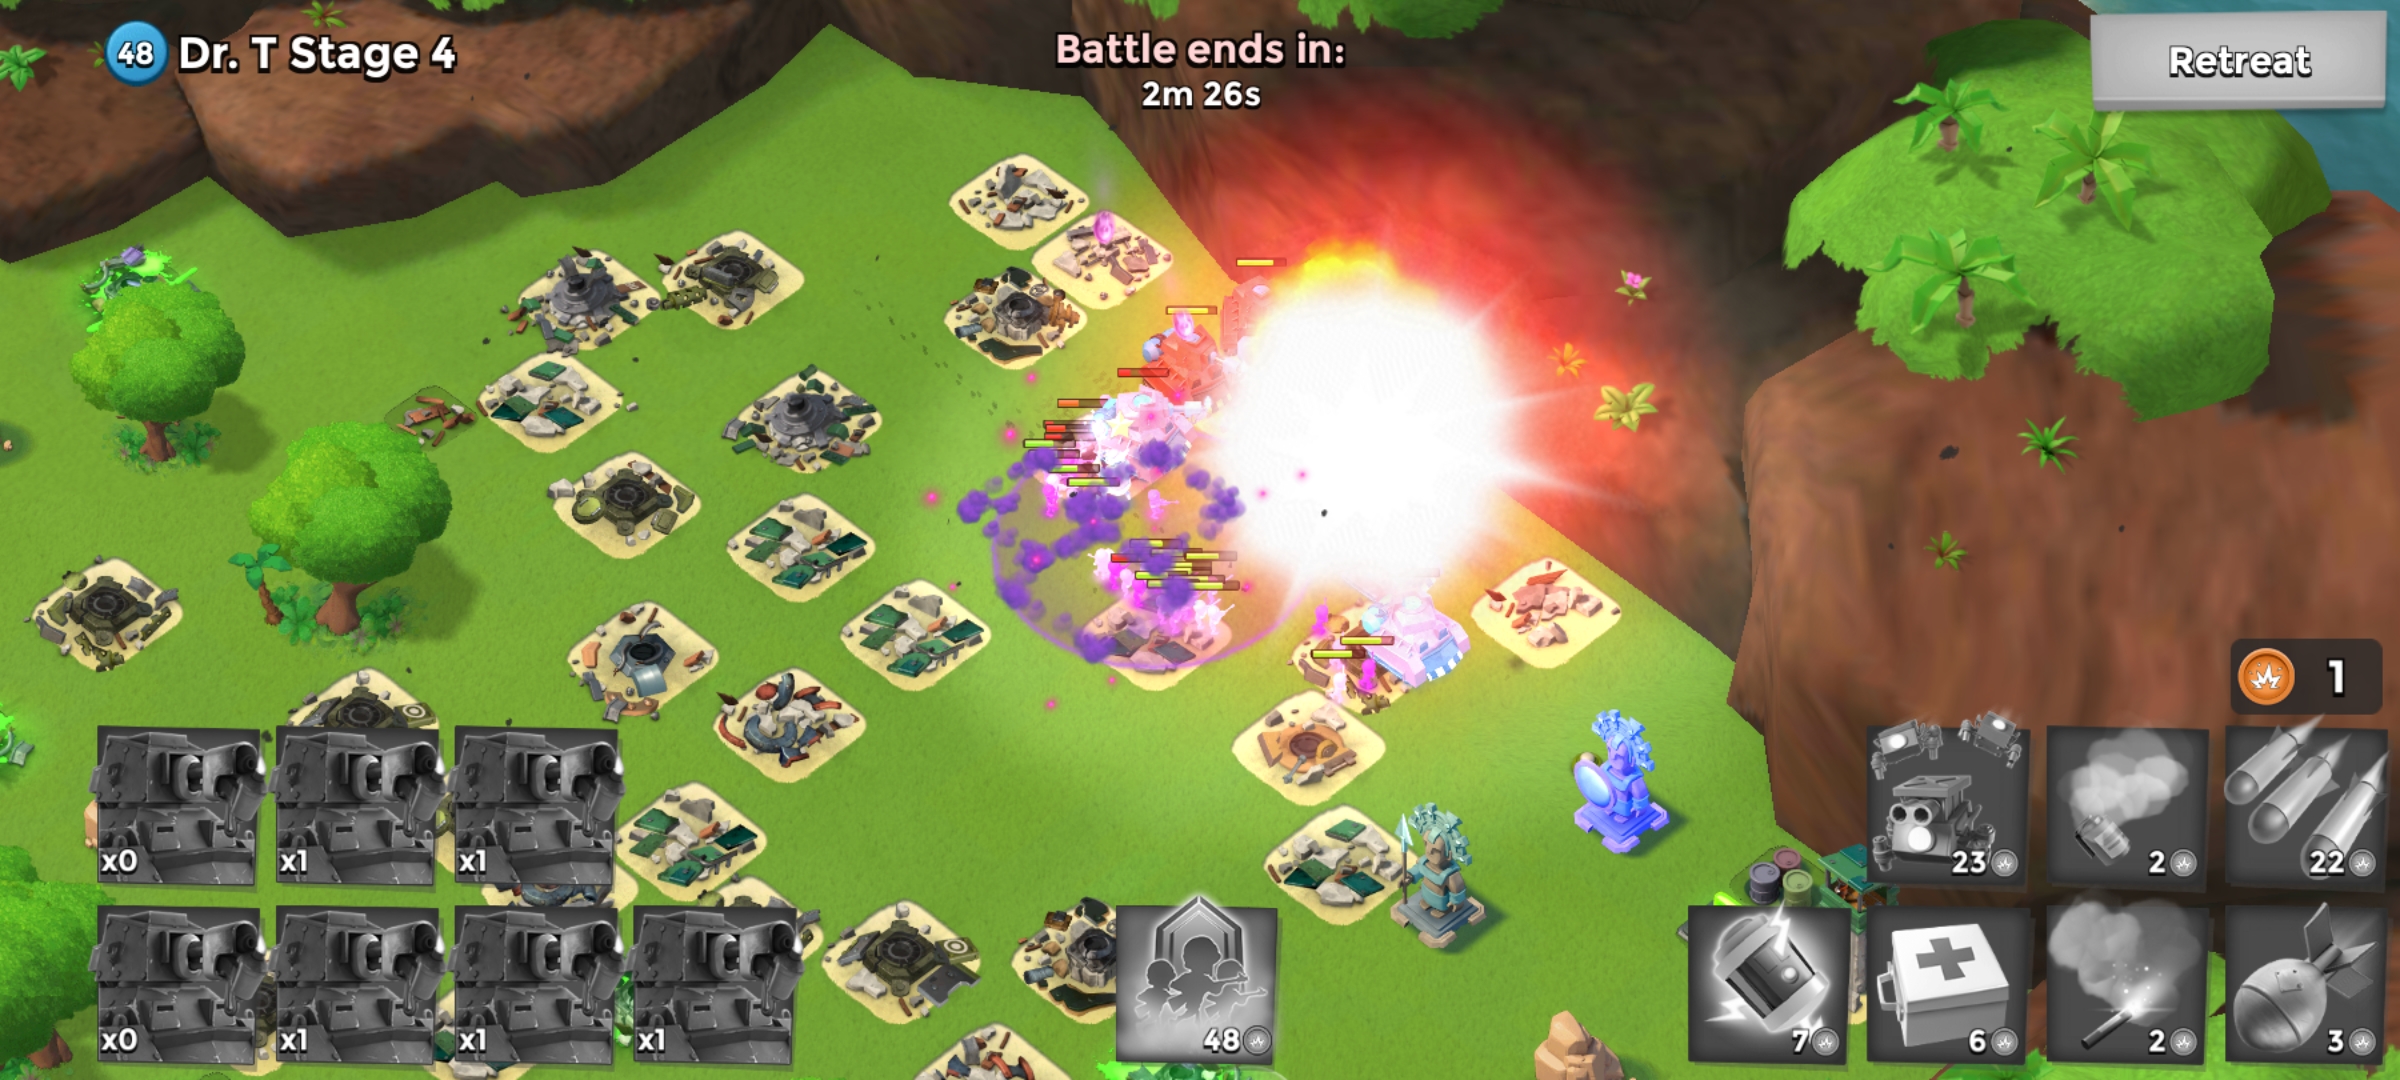 48 Dr. T Stage 4
Battle ends in:
2m 26s
Retreat
1
x0 x1 x1
23 2 22
x0 x1 x1 x1
48
7 6 2 3